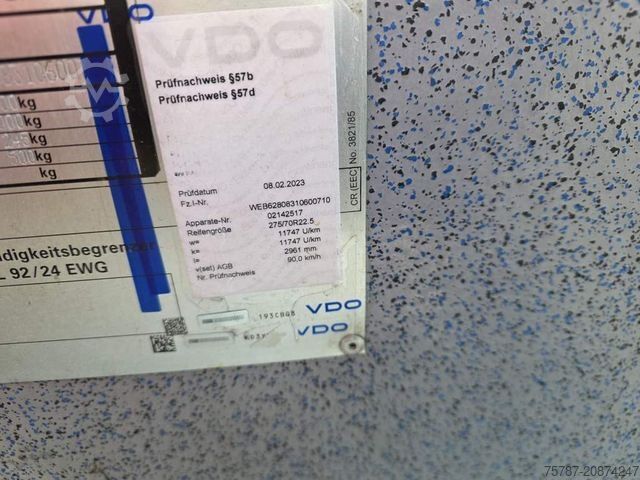 VDO
VDO
Prüfnachweis §57b
Prüfnachweis §57d
kg
kg
kg
500kg
kg
CR (EEC) No. 3821/85
Prüfdatum 08.02.2023
Fz.I-Nr. WEB62808310600710
Apparate-Nr. 02142517
Reifengröße 275/70R22.5
w= 11747 U/km
k= 11747 U/km
l= 2961 mm
v(set) AGB 90,0 km/h
Nr. Prüfnachweis
digkeitsbegrenzer
L 92/24 EWG
193CBQ8
VDO
VDO
75787-20874247